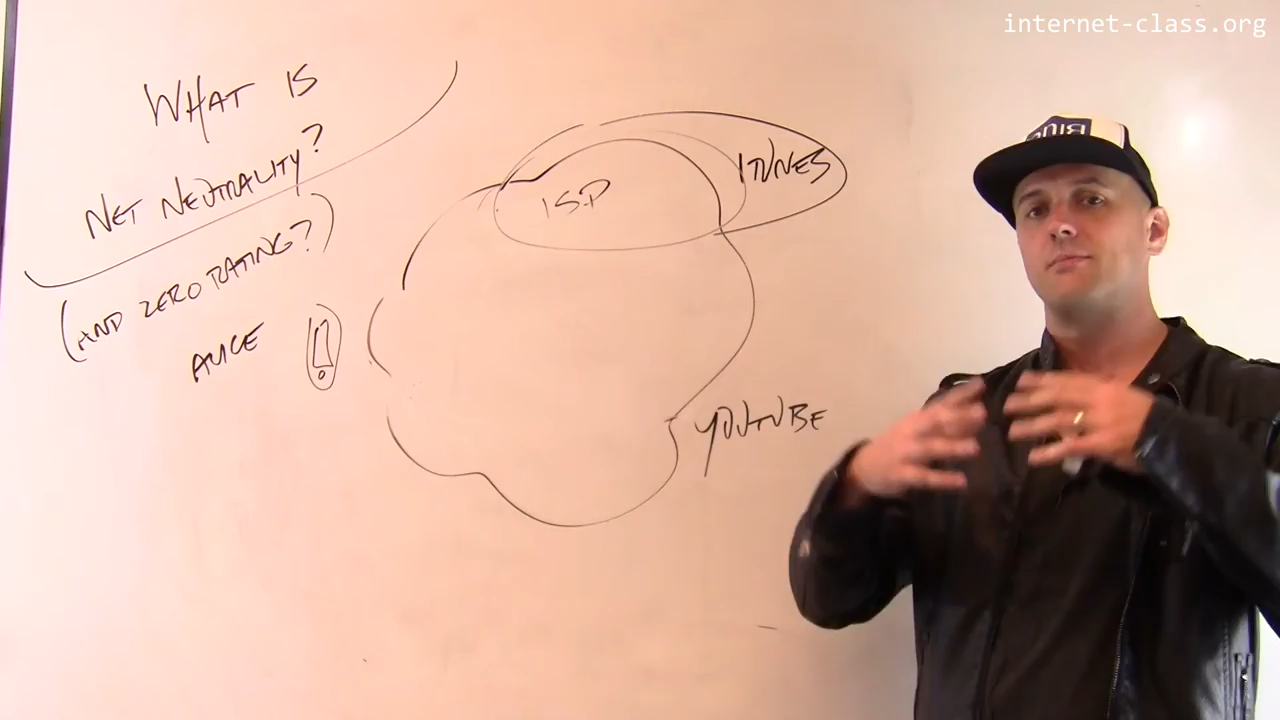 internet-class.org
WHAT IS
NET NEUTRALITY?
(AND ZERO RATING?)
ALICE
ISP
ITUNES
YOUTUBE